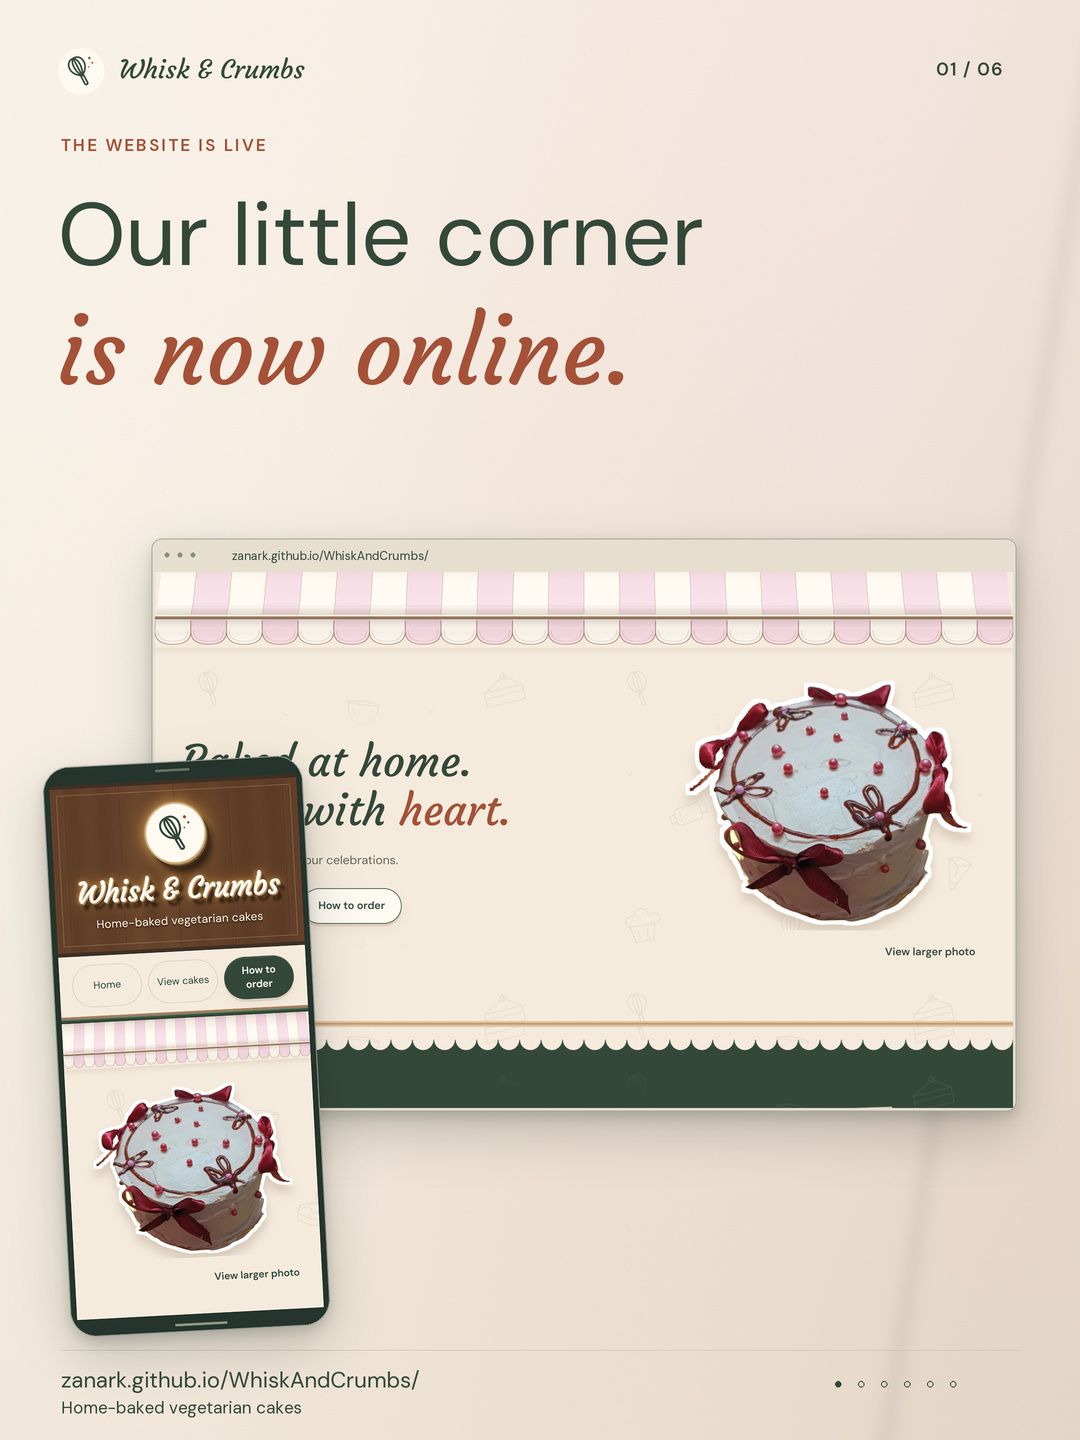 Whisk & Crumbs
01 / 06
THE WEBSITE IS LIVE
Our little corner
is now online.
zanark.github.io/WhiskAndCrumbs/
Baked at home.
with heart.
our celebrations.
How to order
View larger photo
Whisk & Crumbs
Home-baked vegetarian cakes
Home
View cakes
How to
order
View larger photo
zanark.github.io/WhiskAndCrumbs/
Home-baked vegetarian cakes